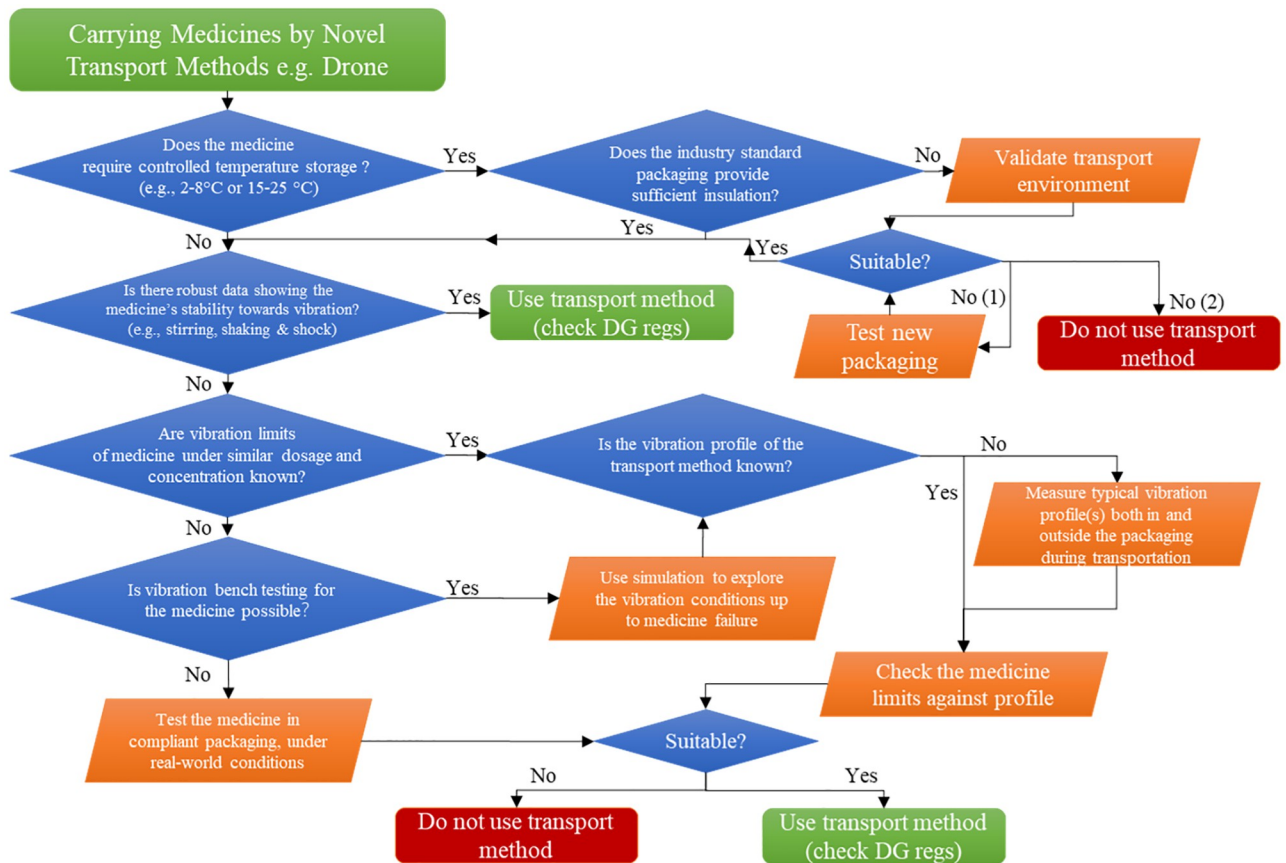 Carrying Medicines by Novel
Transport Methods e.g. Drone
Does the medicine
require controlled temperature storage ?
(e.g., 2-8°C or 15-25 °C)
Yes
Does the industry standard
packaging provide
sufficient insulation?
No
Validate transport
environment
No
Yes
Yes
Suitable?
No (1)
No (2)
Test new
packaging
Do not use transport
method
Is there robust data showing the
medicine's stability towards vibration?
(e.g., stirring, shaking & shock)
Yes
Use transport method
(check DG regs)
No
Are vibration limits
of medicine under similar dosage and
concentration known?
Yes
Is the vibration profile of the
transport method known?
No
Yes
Measure typical vibration
profile(s) both in and
outside the packaging
during transportation
No
Is vibration bench testing for
the medicine possible?
Yes
Use simulation to explore
the vibration conditions up
to medicine failure
Check the medicine
limits against profile
No
Test the medicine in
compliant packaging, under
real-world conditions
Suitable?
No
Yes
Do not use transport
method
Use transport method
(check DG regs)